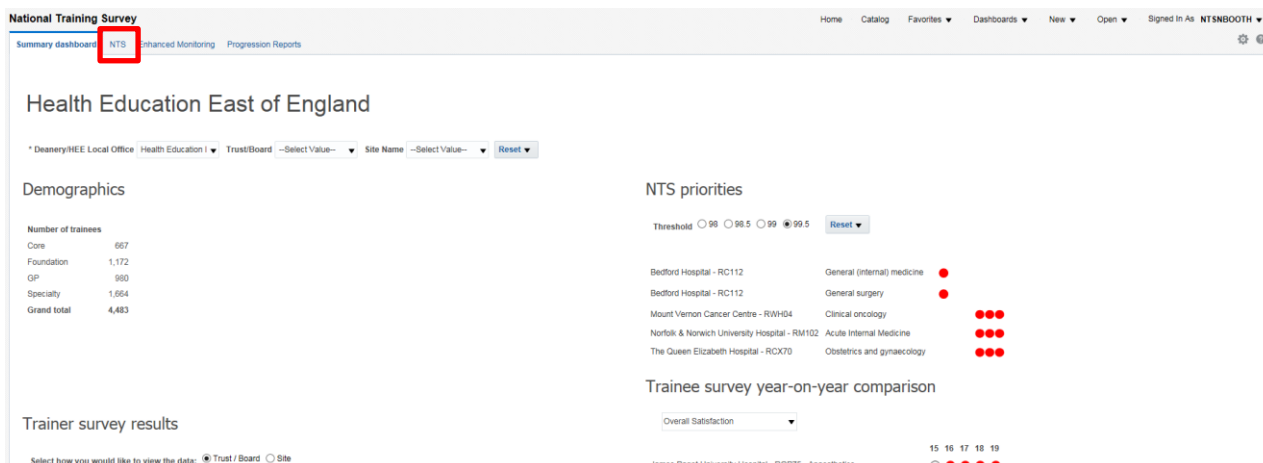 National Training Survey
Home Catalog Favorites Dashboards New Open Signed In As NTSNBOOTH
Summary dashboard NTS Enhanced Monitoring Progression Reports
Health Education East of England
* Deanery/HEE Local Office Health Education Trust/Board --Select Value-- Site Name --Select Value-- Reset
Demographics
Number of trainees
Core 667
Foundation 1,172
GP 980
Specialty 1,664
Grand total 4,483
NTS priorities
Threshold 98 98.5 99 99.5 Reset
Bedford Hospital - RC112 General (internal) medicine
Bedford Hospital - RC112 General surgery
Mount Vernon Cancer Centre - RWH04 Clinical oncology
Norfolk & Norwich University Hospital - RM102 Acute Internal Medicine
The Queen Elizabeth Hospital - RCX70 Obstetrics and gynaecology
Trainee survey year-on-year comparison
Overall Satisfaction
15 16 17 18 19
Trainer survey results
Select how you would like to view the data: Trust / Board Site